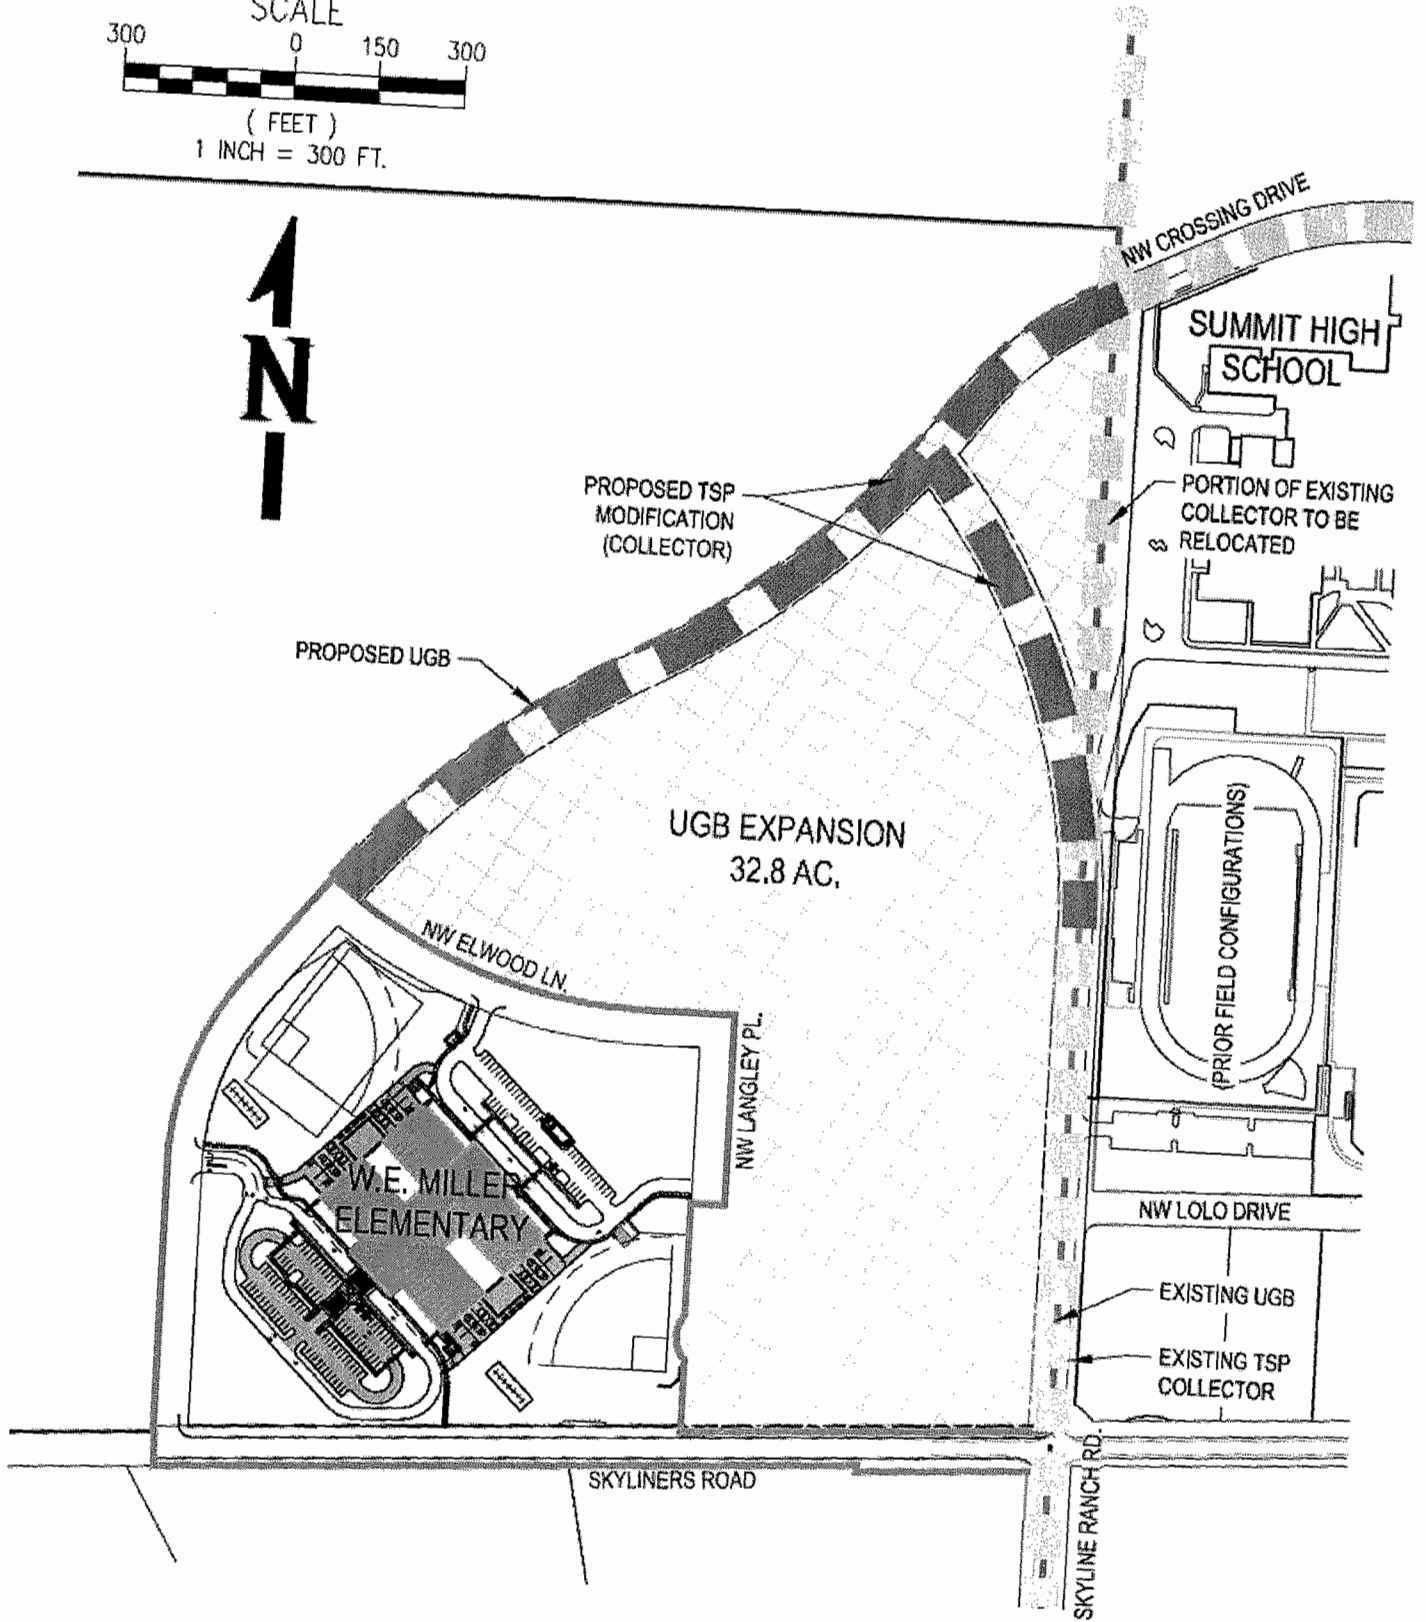 SCALE
300 0 150 300
( FEET )
1 INCH = 300 FT.
N
NW CROSSING DRIVE
SUMMIT HIGH
SCHOOL
PROPOSED TSP
MODIFICATION
(COLLECTOR)
PORTION OF EXISTING
COLLECTOR TO BE
RELOCATED
PROPOSED UGB
UGB EXPANSION
32.8 AC.
(PRIOR FIELD CONFIGURATIONS)
NW ELWOOD LN.
NW LANGLEY PL.
W.E. MILLER
ELEMENTARY
NW LOLO DRIVE
EXISTING UGB
EXISTING TSP
COLLECTOR
SKYLINERS ROAD
SKYLINE RANCH RD.